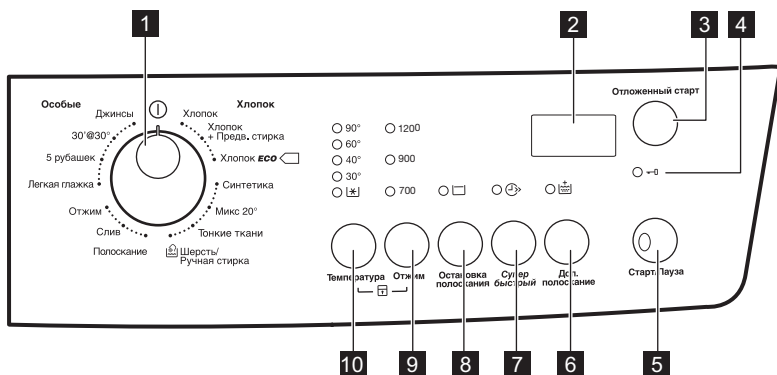 1
2
3
4
Особые
Хлопок
Отложенный старт
Джинсы
Хлопок
30'@30°
Хлопок
+ Предв. стирка
5 рубашек
Хлопок ECO
Легкая глажка
Синтетика
Отжим
Микс 20°
Слив
Тонкие ткани
Полоскание
Шерсть/
Ручная стирка
90°
1200
60°
40°
900
30°
700
Температура
Отжим
Остановка
полоскания
Супер
быстрый
Доп.
полоскание
Старт/Пауза
10
9
8
7
6
5